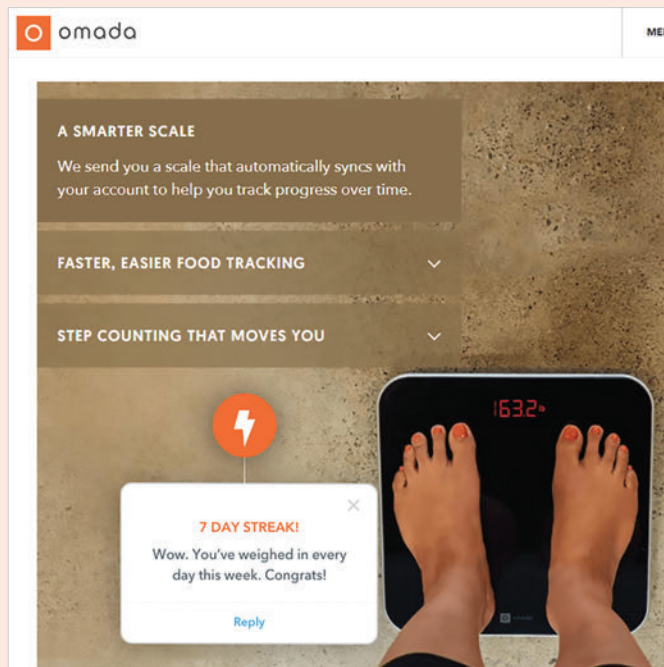 omada
A SMARTER SCALE
We send you a scale that automatically syncs with
your account to help you track progress over time.
FASTER, EASIER FOOD TRACKING
STEP COUNTING THAT MOVES YOU
163.2
7 DAY STREAK!
Wow. You've weighed in every
day this week. Congrats!
Reply